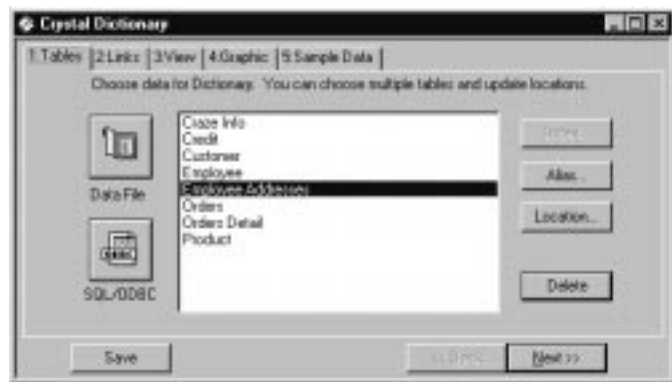 Crystal Dictionary
1:Tables 2:Links 3:View 4:Graphic 5:Sample Data
Choose data for Dictionary. You can choose multiple tables and update locations.
Craze Info
Credit
Customer
Employee
Employee Addresses
Orders
Orders Detail
Product
Data File
SQL/ODBC
Alias...
Location...
Delete
Save
Next >>